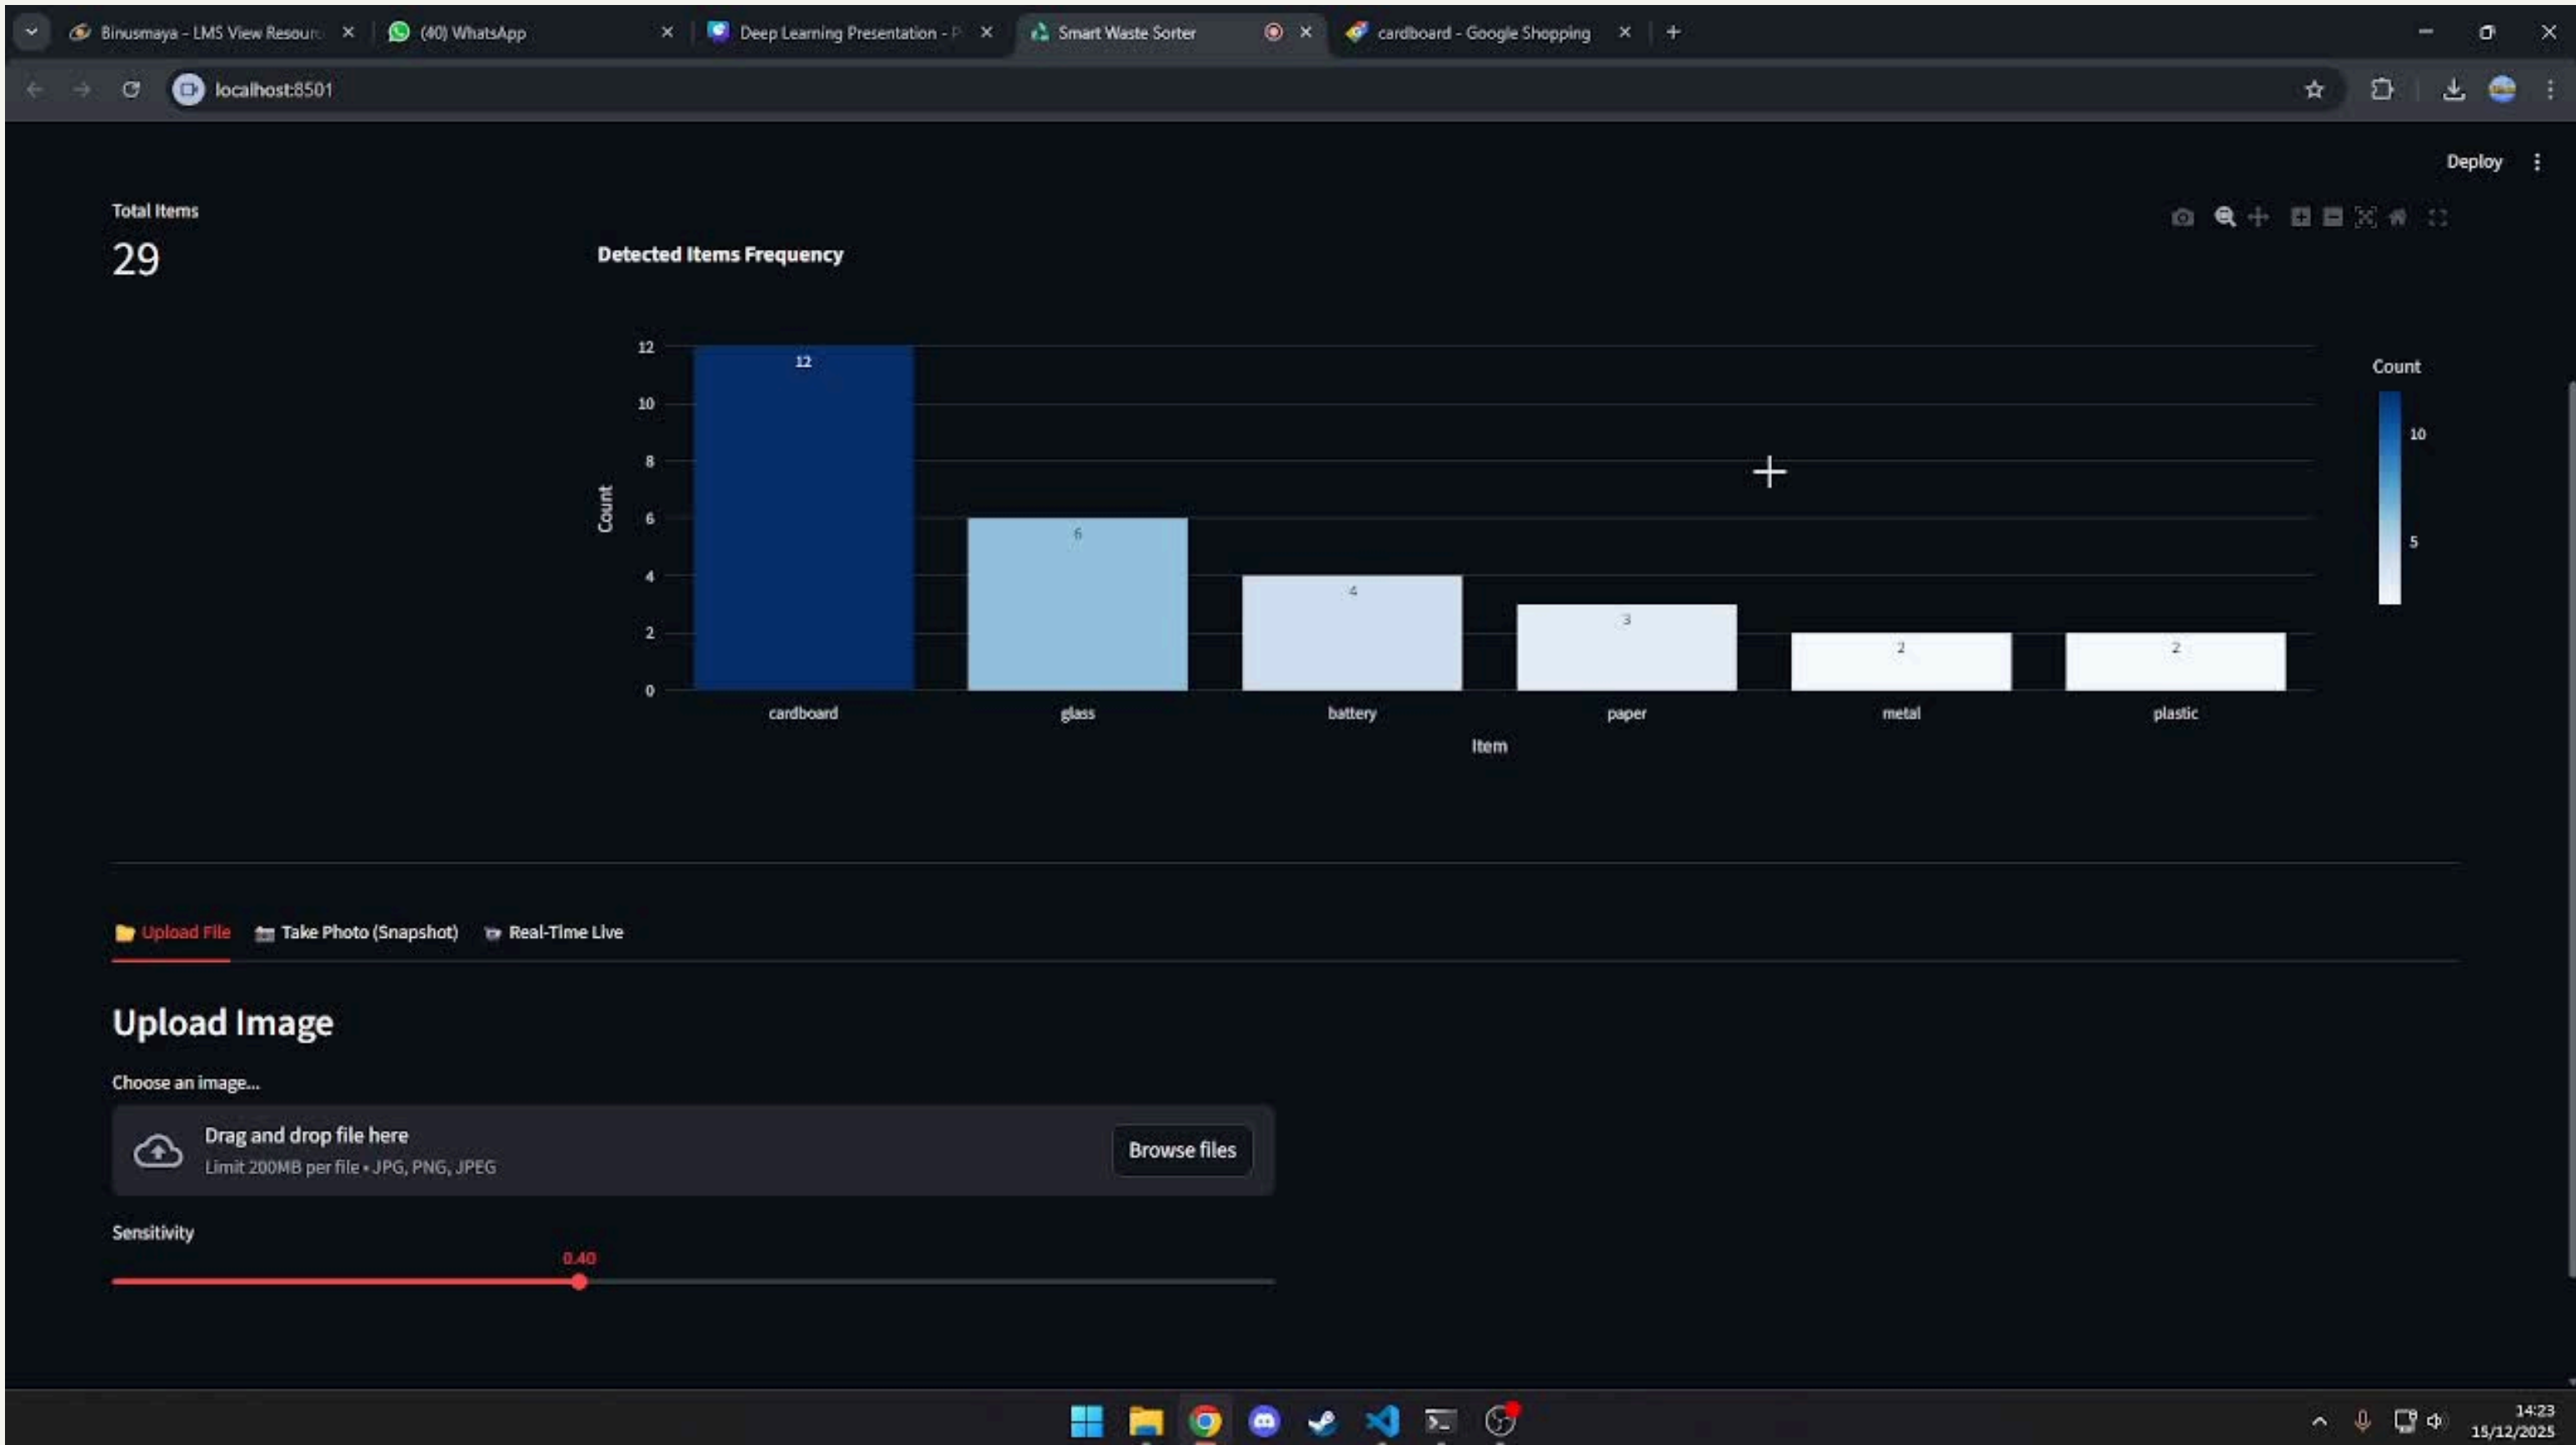 Binusmaya - LMS View Resour
(40) WhatsApp
Deep Learning Presentation - P
Smart Waste Sorter
cardboard - Google Shopping
localhost:8501
Deploy
Total Items
29
Detected Items Frequency
12
10
8
6
4
2
0
Count
12
6
4
3
2
2
cardboard
glass
battery
paper
metal
plastic
Item
Count
10
5
Upload File
Take Photo (Snapshot)
Real-Time Live
Upload Image
Choose an image...
Drag and drop file here
Limit 200MB per file • JPG, PNG, JPEG
Browse files
Sensitivity
0.40
14:23
15/12/2025